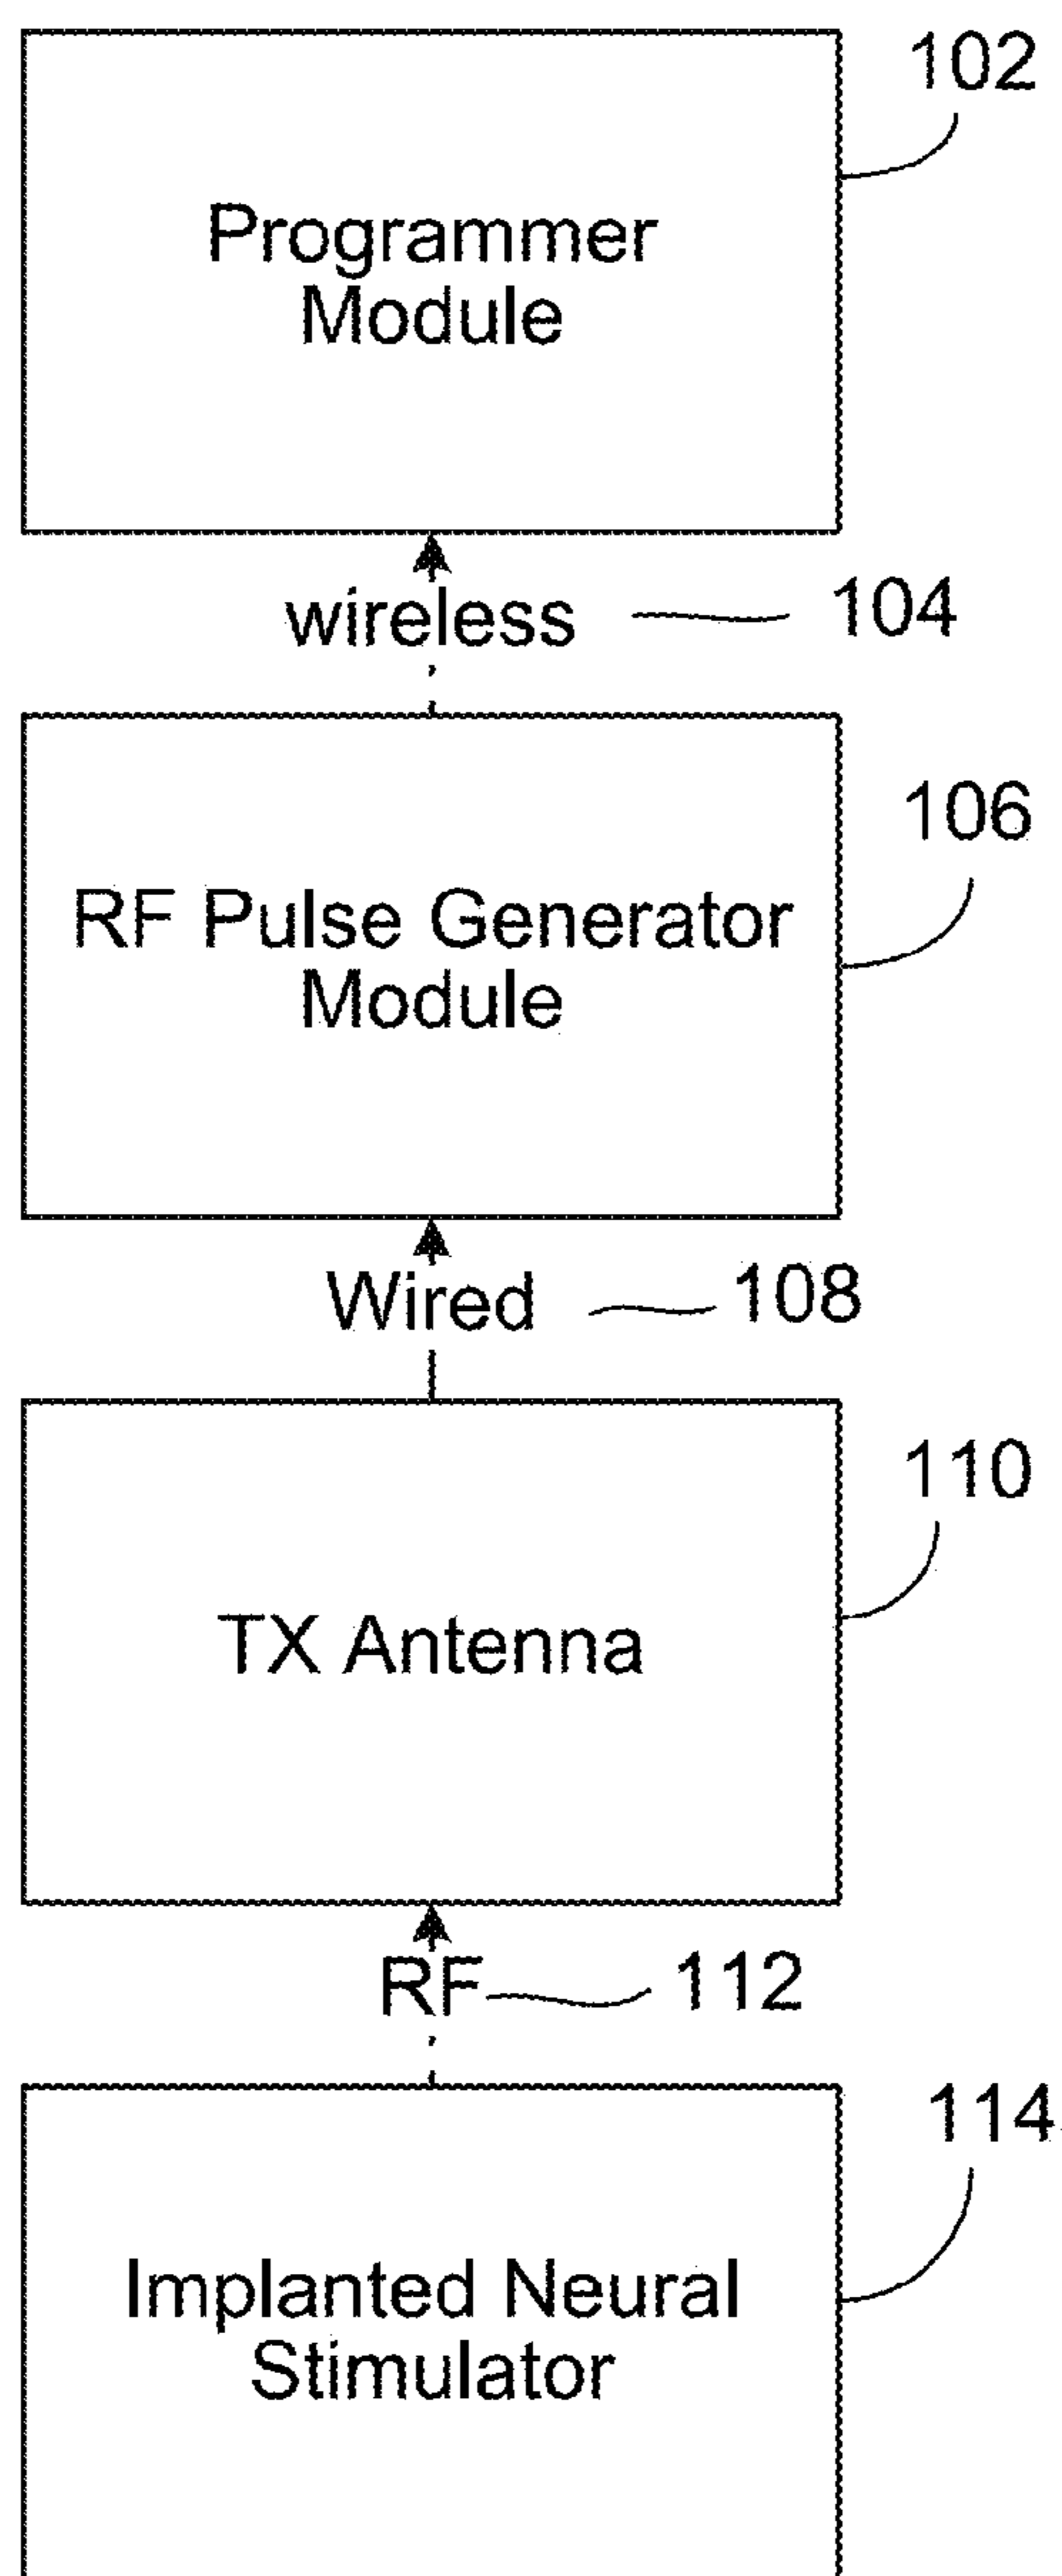 102
Programmer
Module
wireless 104
106
RF Pulse Generator
Module
Wired 108
110
TX Antenna
RF 112
114
Implanted Neural
Stimulator